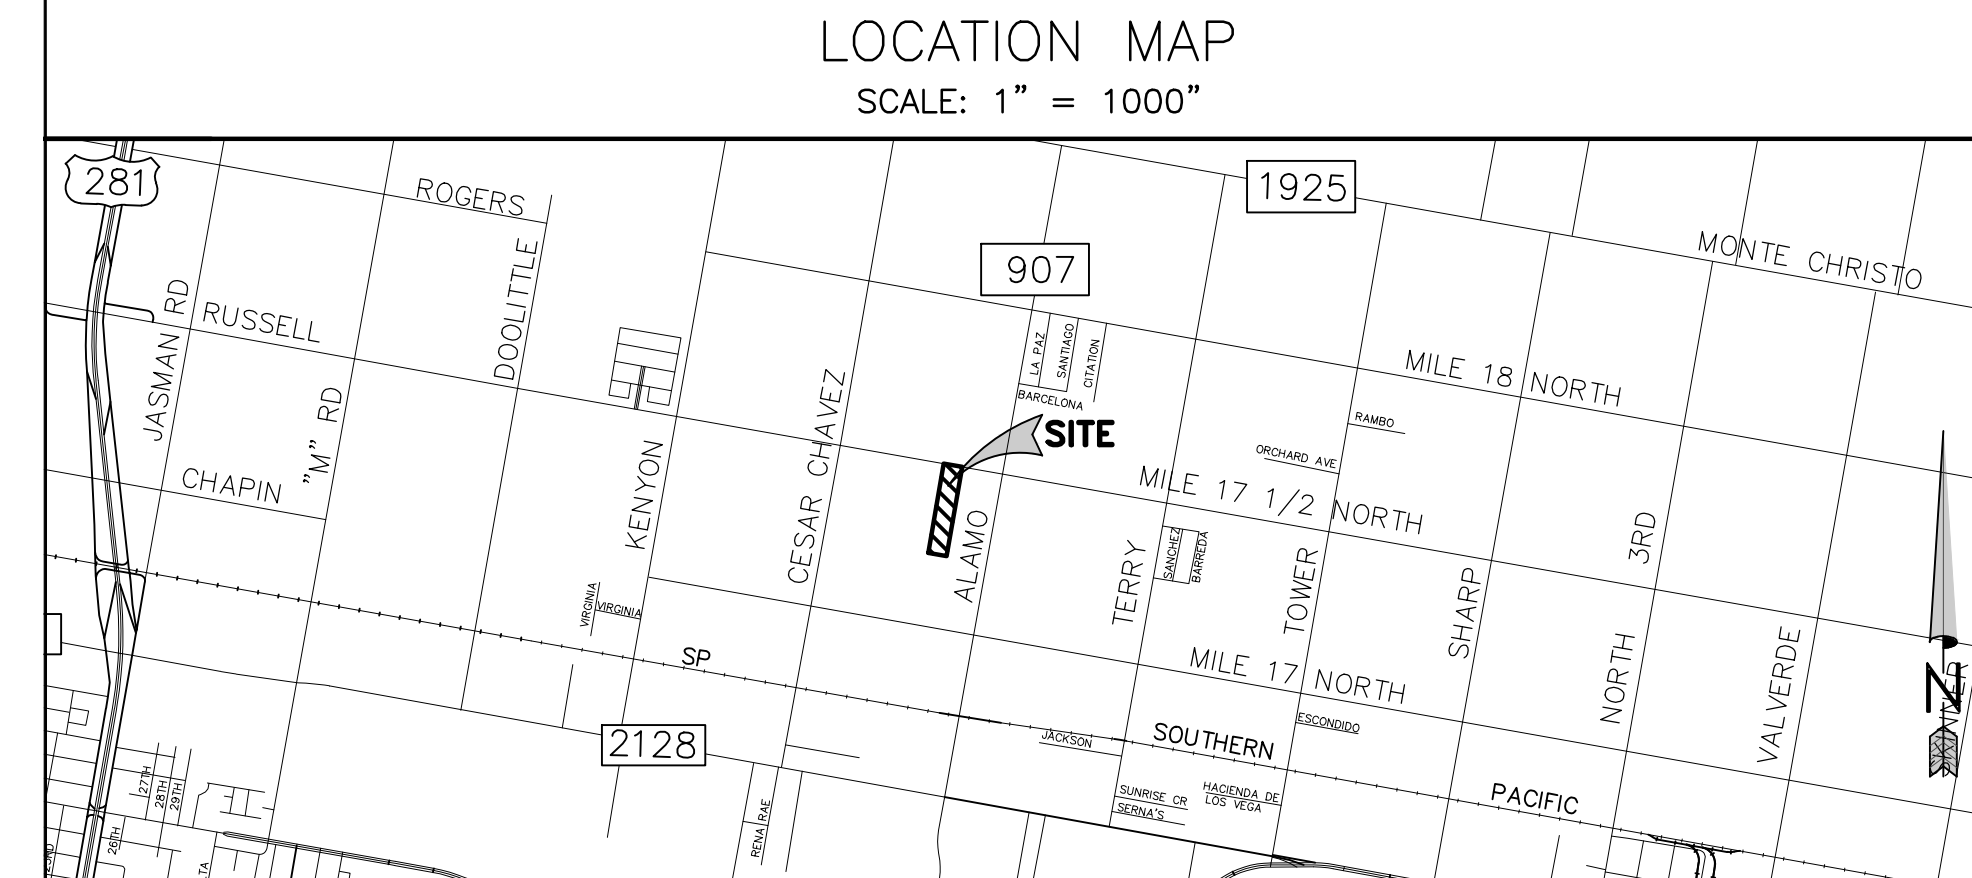 LOCATION MAP
SCALE: 1" = 1000"
281
ROGERS
1925
MONTE CHRISTO
907
JASMAN RD
RUSSELL
DOOLITTLE
LA PAZ
SANTIAGO
CITATION
BARCELONA
MILE 18 NORTH
"M" RD
CESAR CHAVEZ
SITE
RAMBO
ORCHARD AVE
CHAPIN
KENYON
MILE 17 1/2 NORTH
ALAMO
TERRY
SANCHEZ
BARREDA
TOWER
SHARP
3RD
NORTH
VALVERDE
VIRGINIA
VIRGINIA
SP
MILE 17 NORTH
N
2128
JACKSON
SOUTHERN
ESCONDIDO
PACIFIC
27TH
28TH
29TH
26TH
RENA RAE
SUNRISE CR
SERNA'S
HACIENDA DE
LOS VEGA